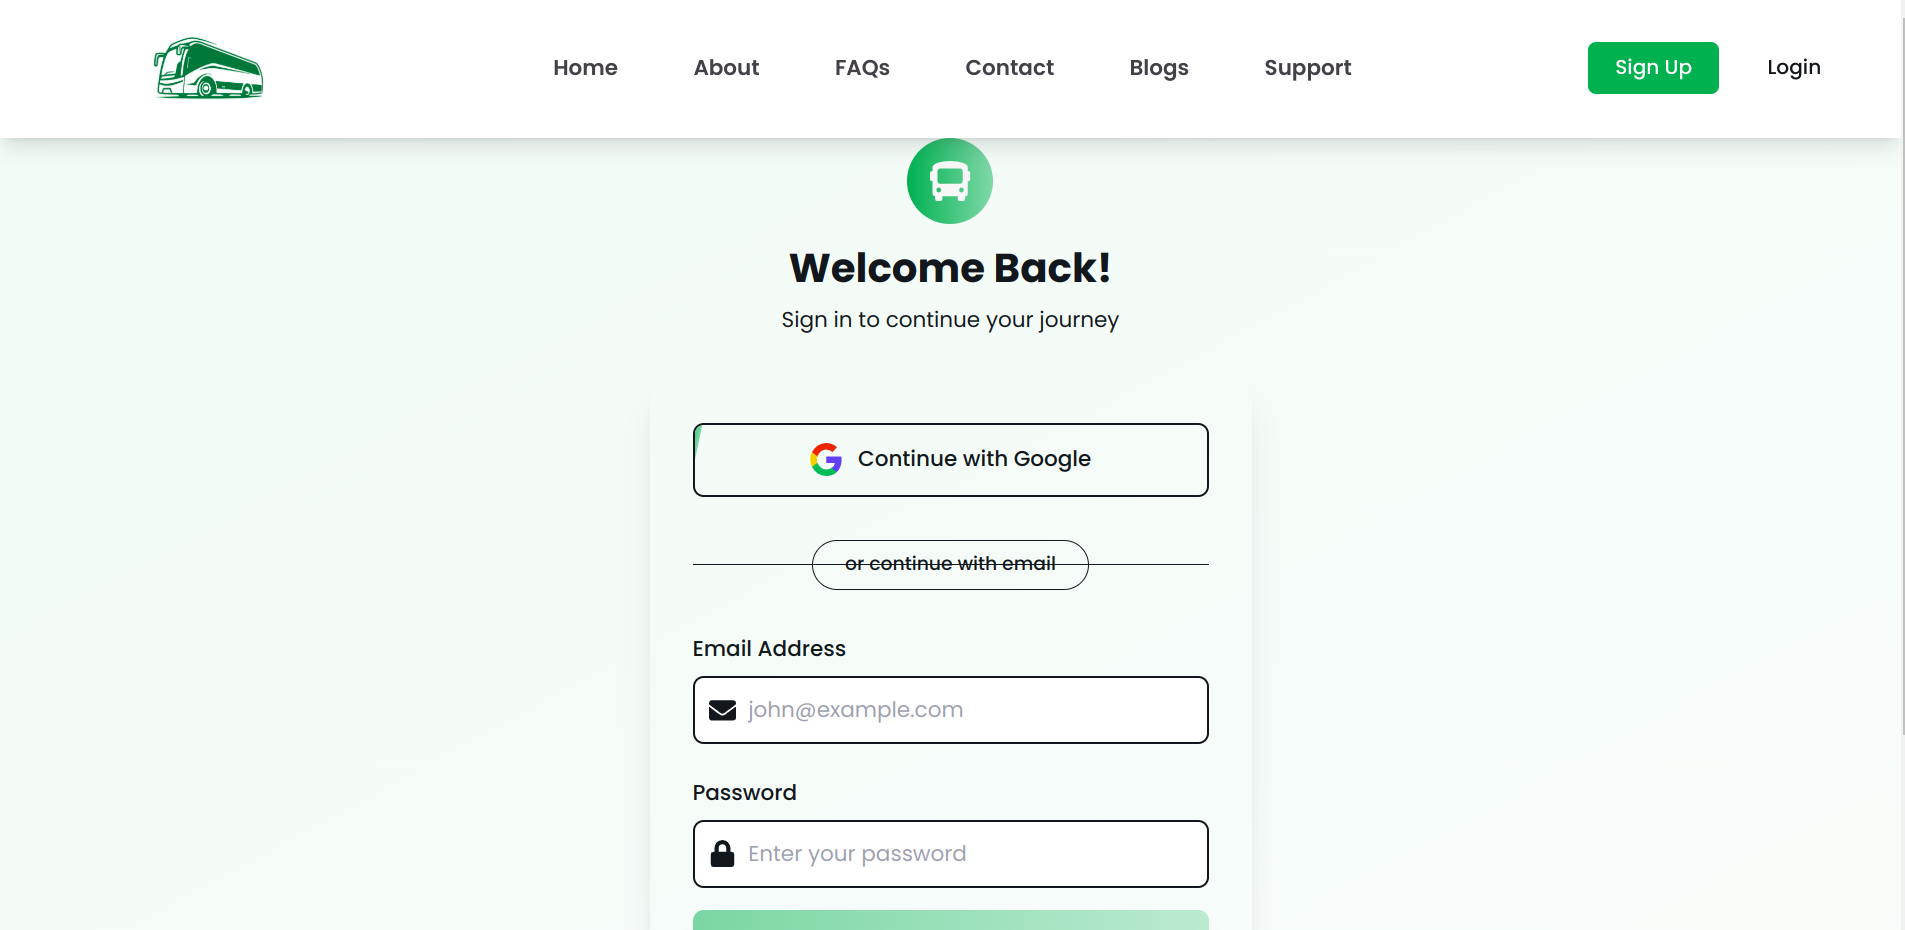 Home About FAQs Contact Blogs Support Sign Up Login
Welcome Back!
Sign in to continue your journey
Continue with Google
or continue with email
Email Address
john@example.com
Password
Enter your password